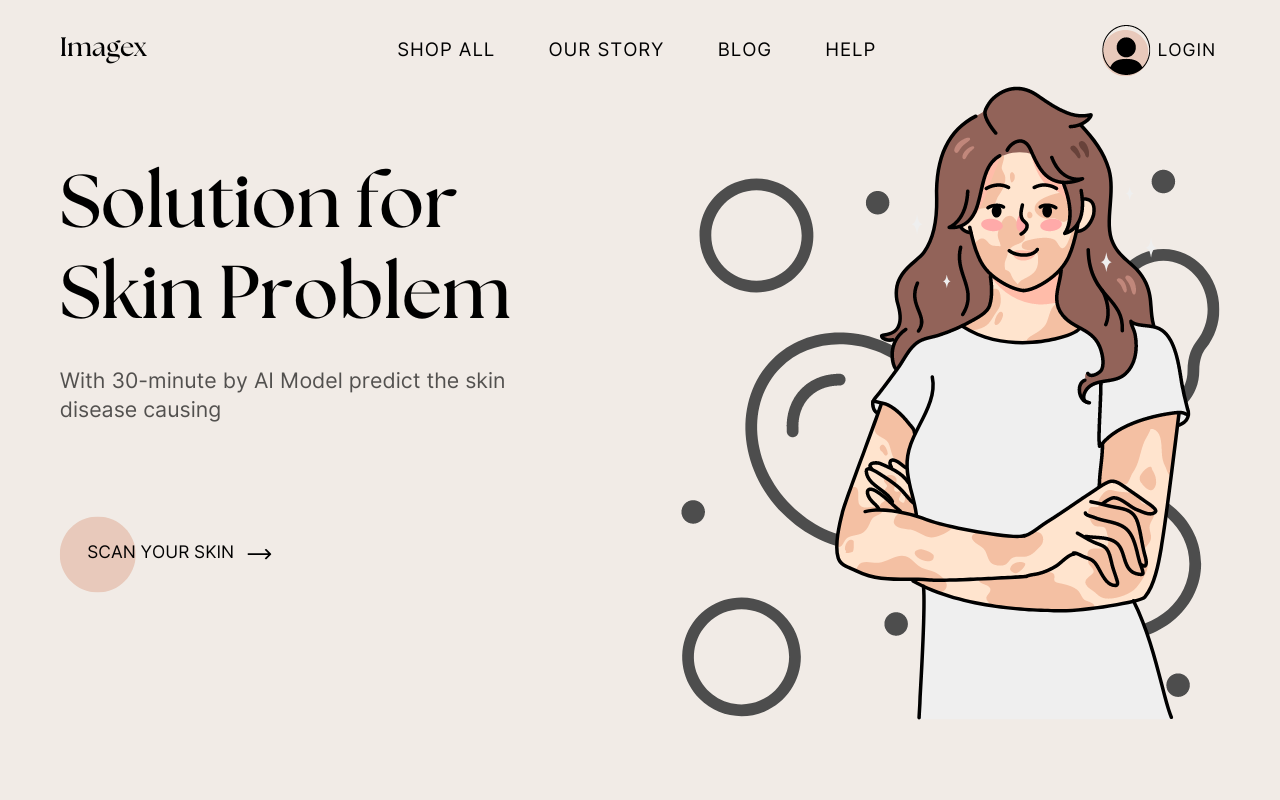 Imagex
SHOP ALL
OUR STORY
BLOG
HELP
LOGIN
Solution for
Skin Problem
With 30-minute by AI Model predict the skin
disease causing
SCAN YOUR SKIN